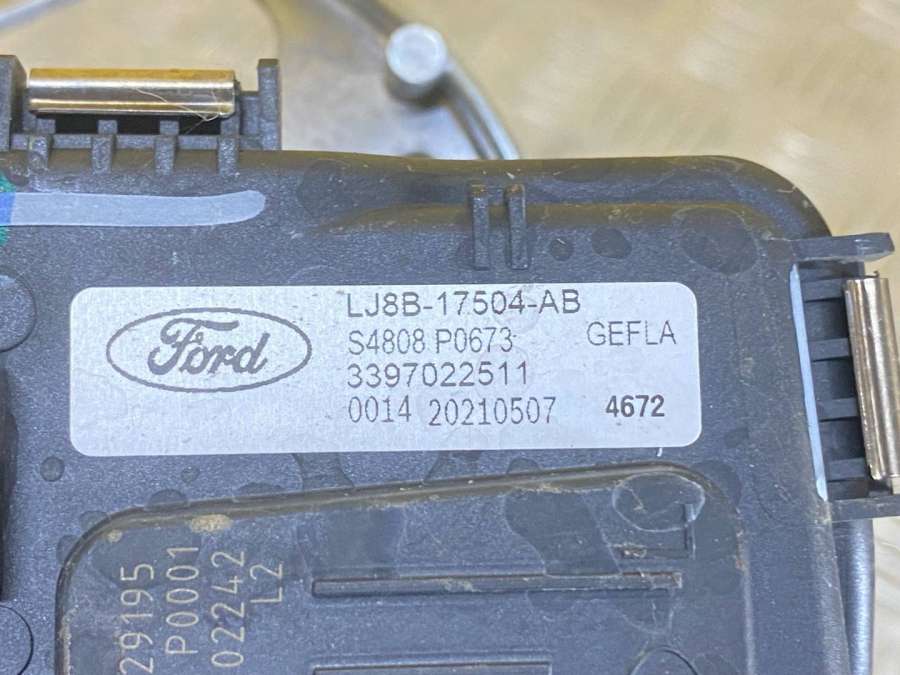 Ford
LJ8B-17504-AB
S4808 P0673
GEFLA
3397022511
0014 20210507 4672
29195
P0001
02242
L2